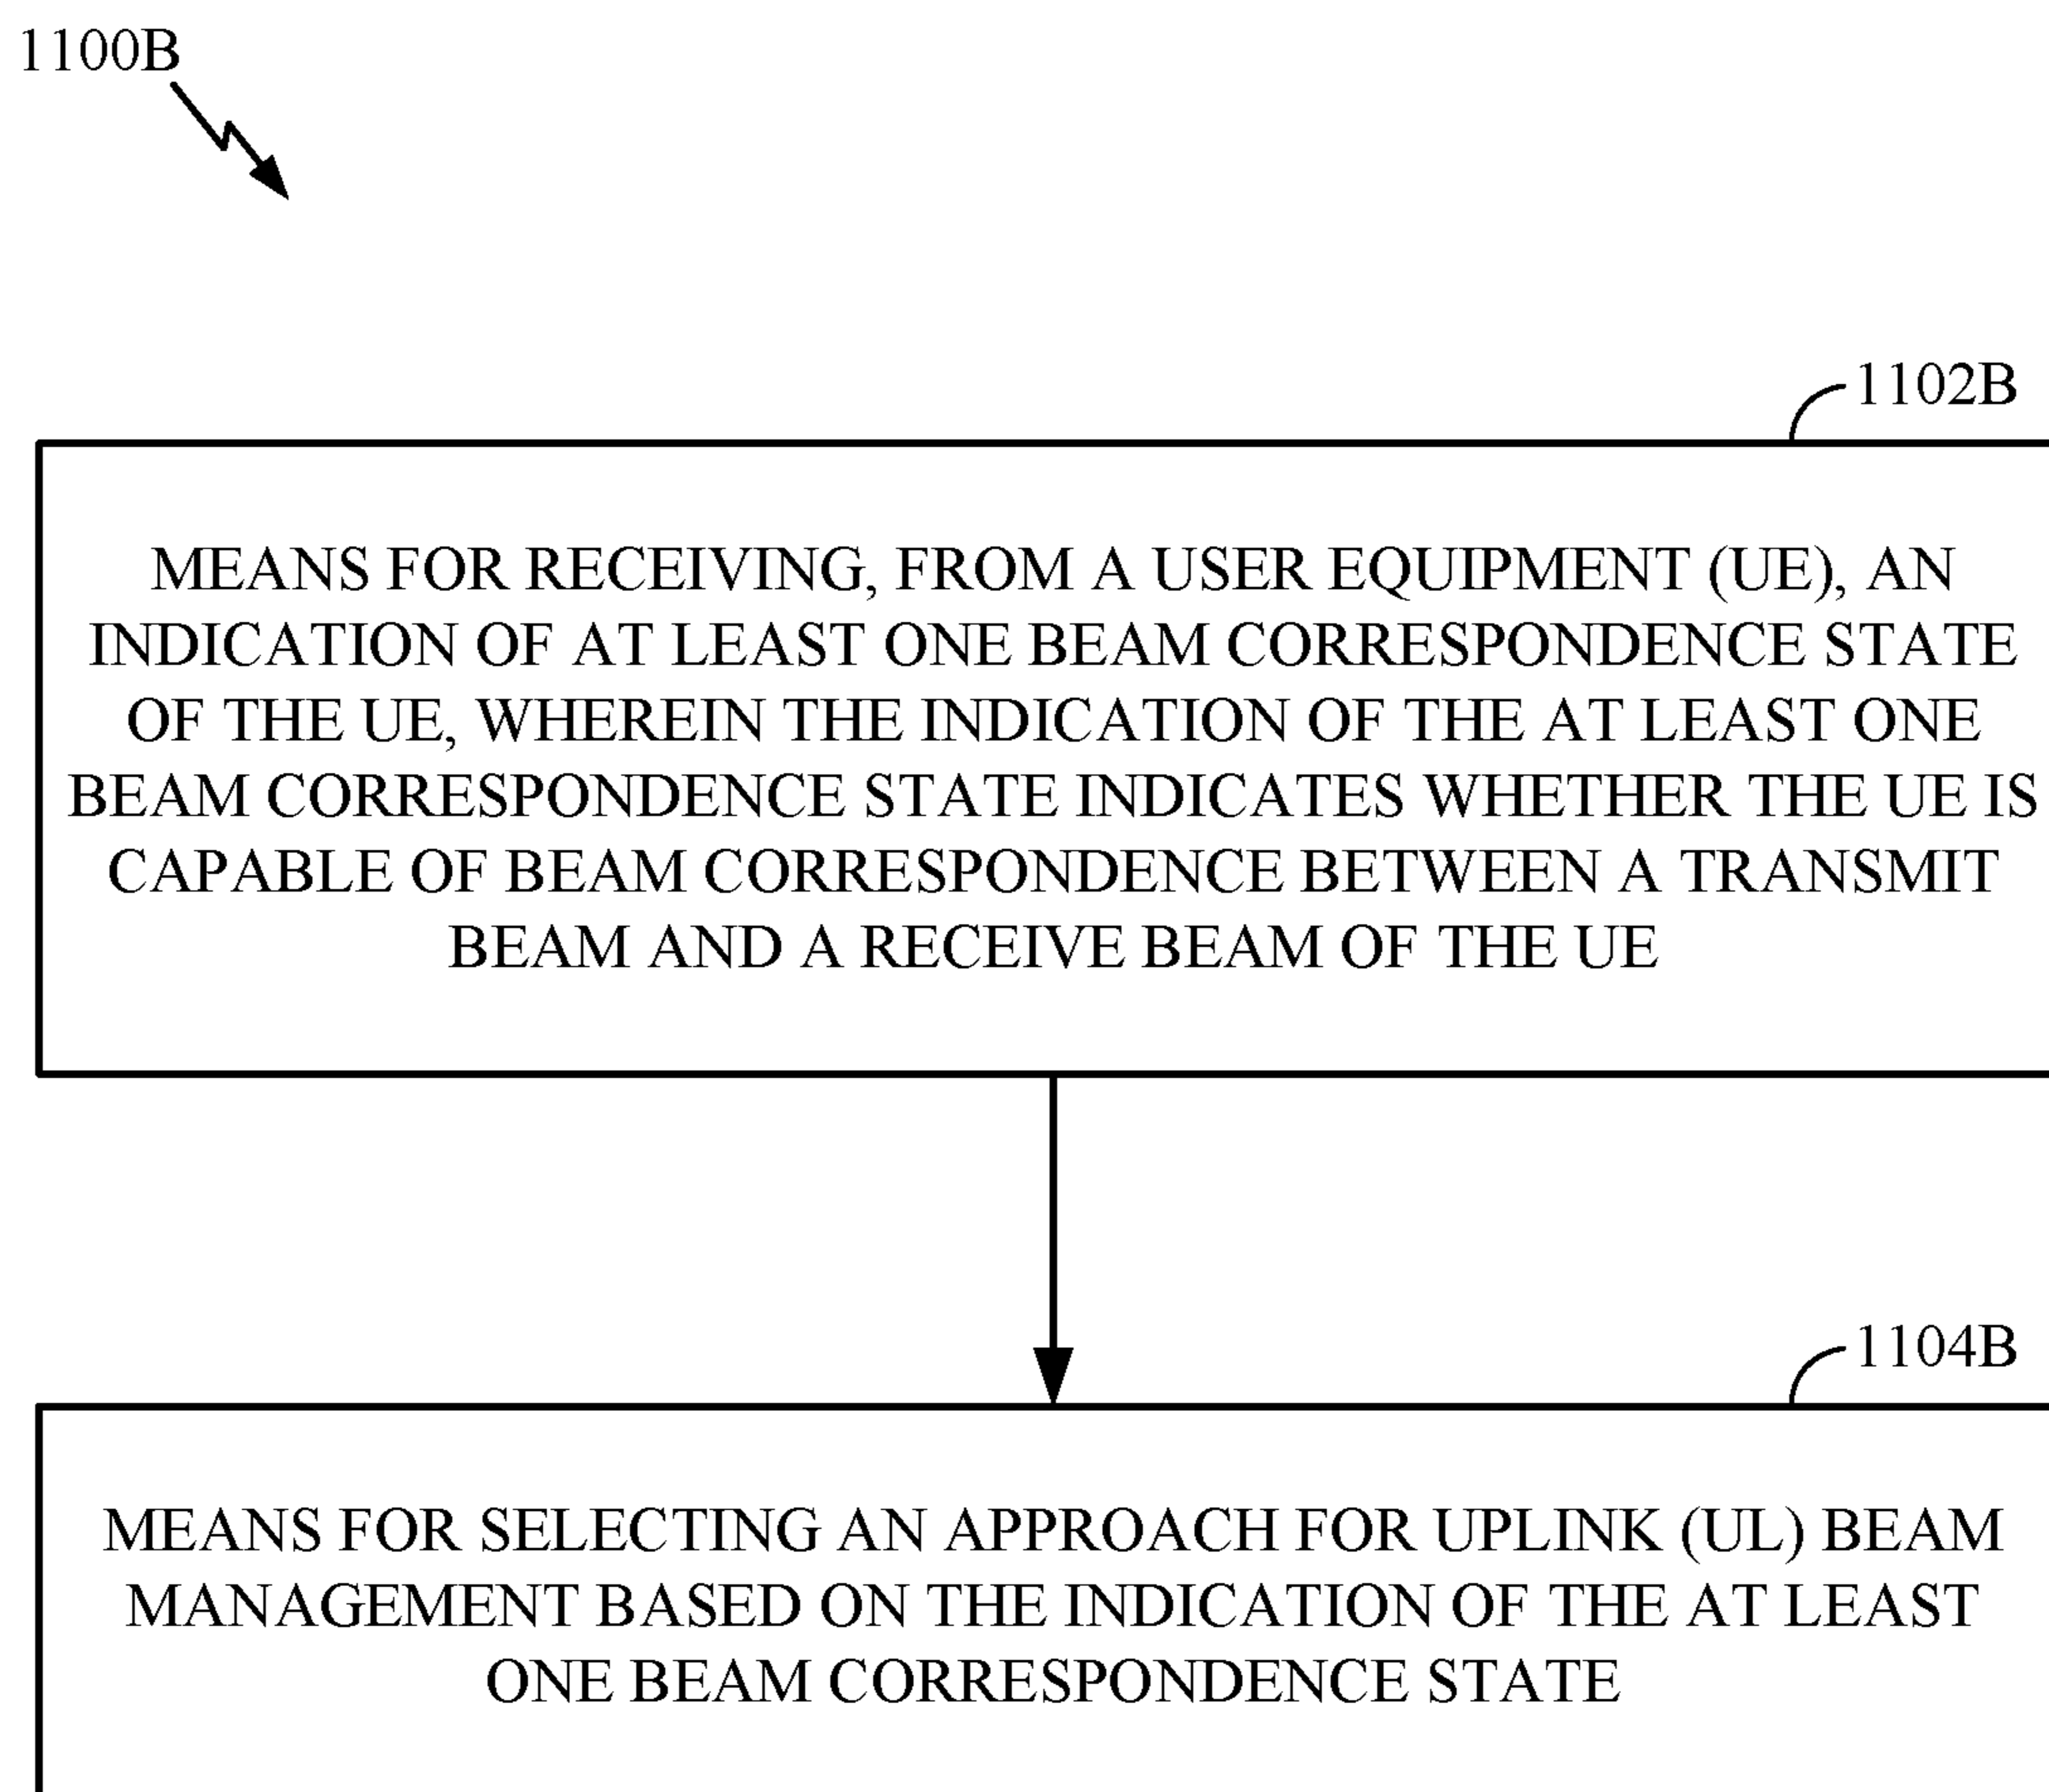 1100B
1102B
MEANS FOR RECEIVING, FROM A USER EQUIPMENT (UE), AN
INDICATION OF AT LEAST ONE BEAM CORRESPONDENCE STATE
OF THE UE, WHEREIN THE INDICATION OF THE AT LEAST ONE
BEAM CORRESPONDENCE STATE INDICATES WHETHER THE UE IS
CAPABLE OF BEAM CORRESPONDENCE BETWEEN A TRANSMIT
BEAM AND A RECEIVE BEAM OF THE UE
1104B
MEANS FOR SELECTING AN APPROACH FOR UPLINK (UL) BEAM
MANAGEMENT BASED ON THE INDICATION OF THE AT LEAST
ONE BEAM CORRESPONDENCE STATE